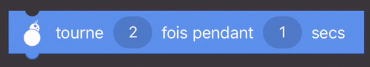 tourne 2 fois pendant 1 secs